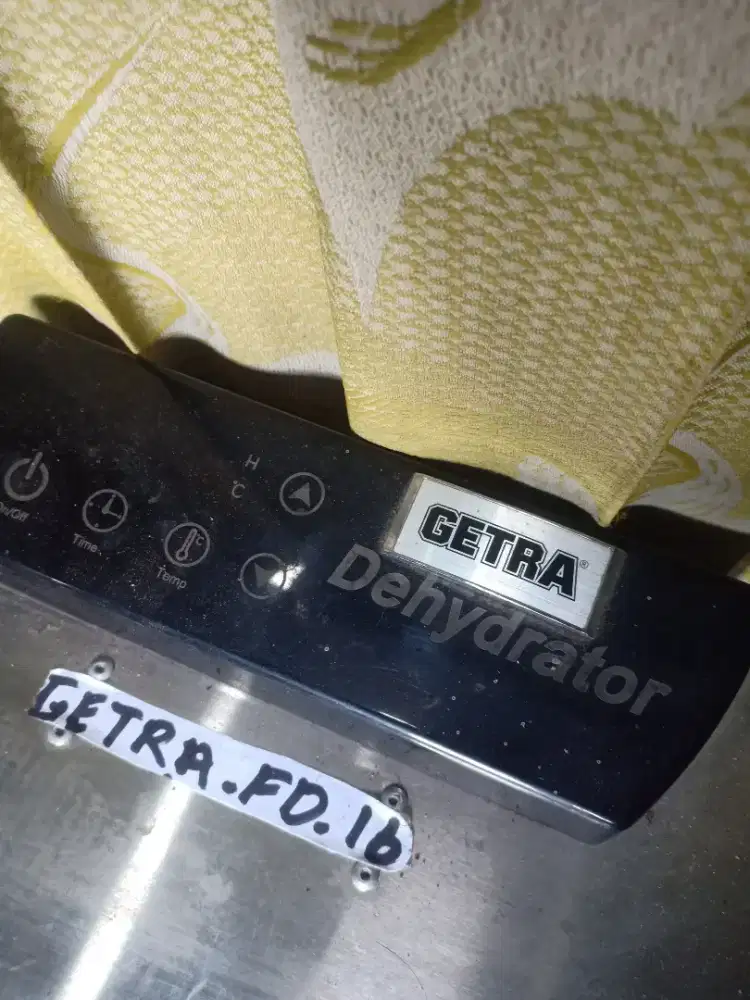 On/Off
Time
Temp
H
C
°C
GETRA®
Dehydrator
GETRA.FD.16